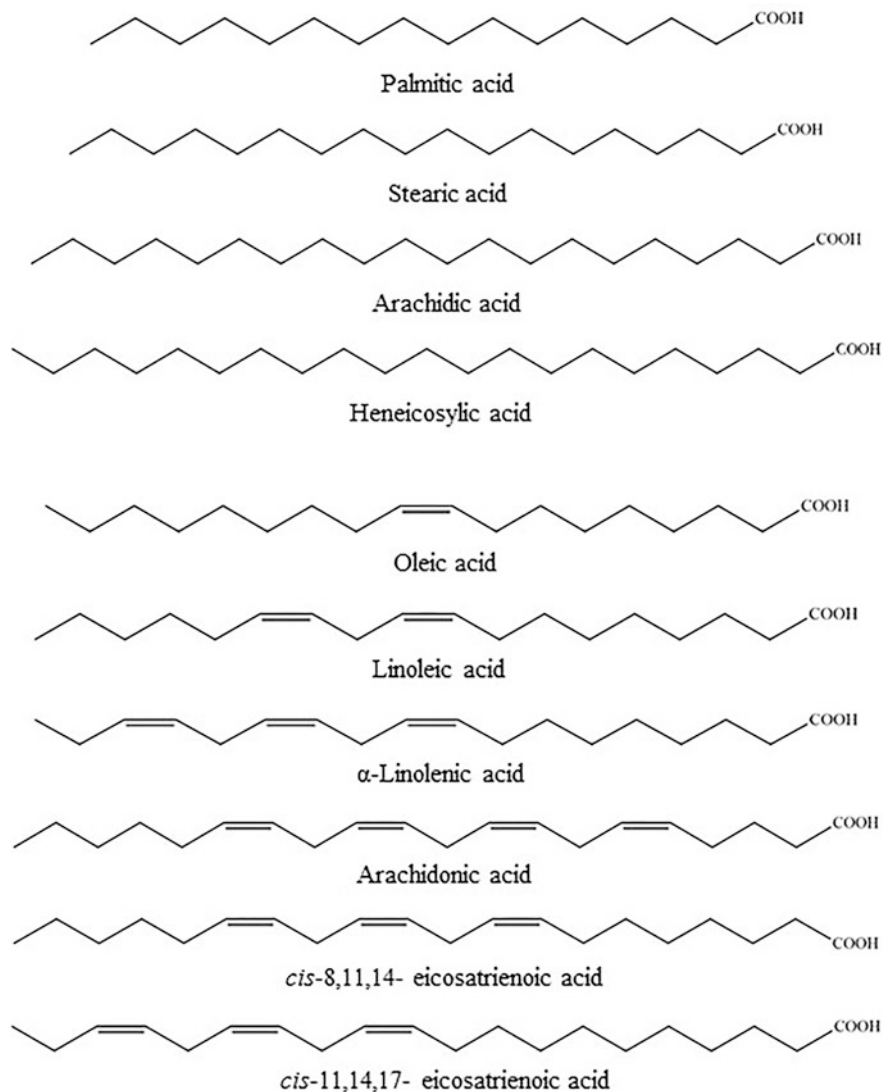 COOH
Palmitic acid
COOH
Stearic acid
COOH
Arachidic acid
COOH
Heneicosylic acid
COOH
Oleic acid
COOH
Linoleic acid
COOH
α-Linolenic acid
COOH
Arachidonic acid
COOH
cis-8,11,14- eicosatrienoic acid
COOH
cis-11,14,17- eicosatrienoic acid